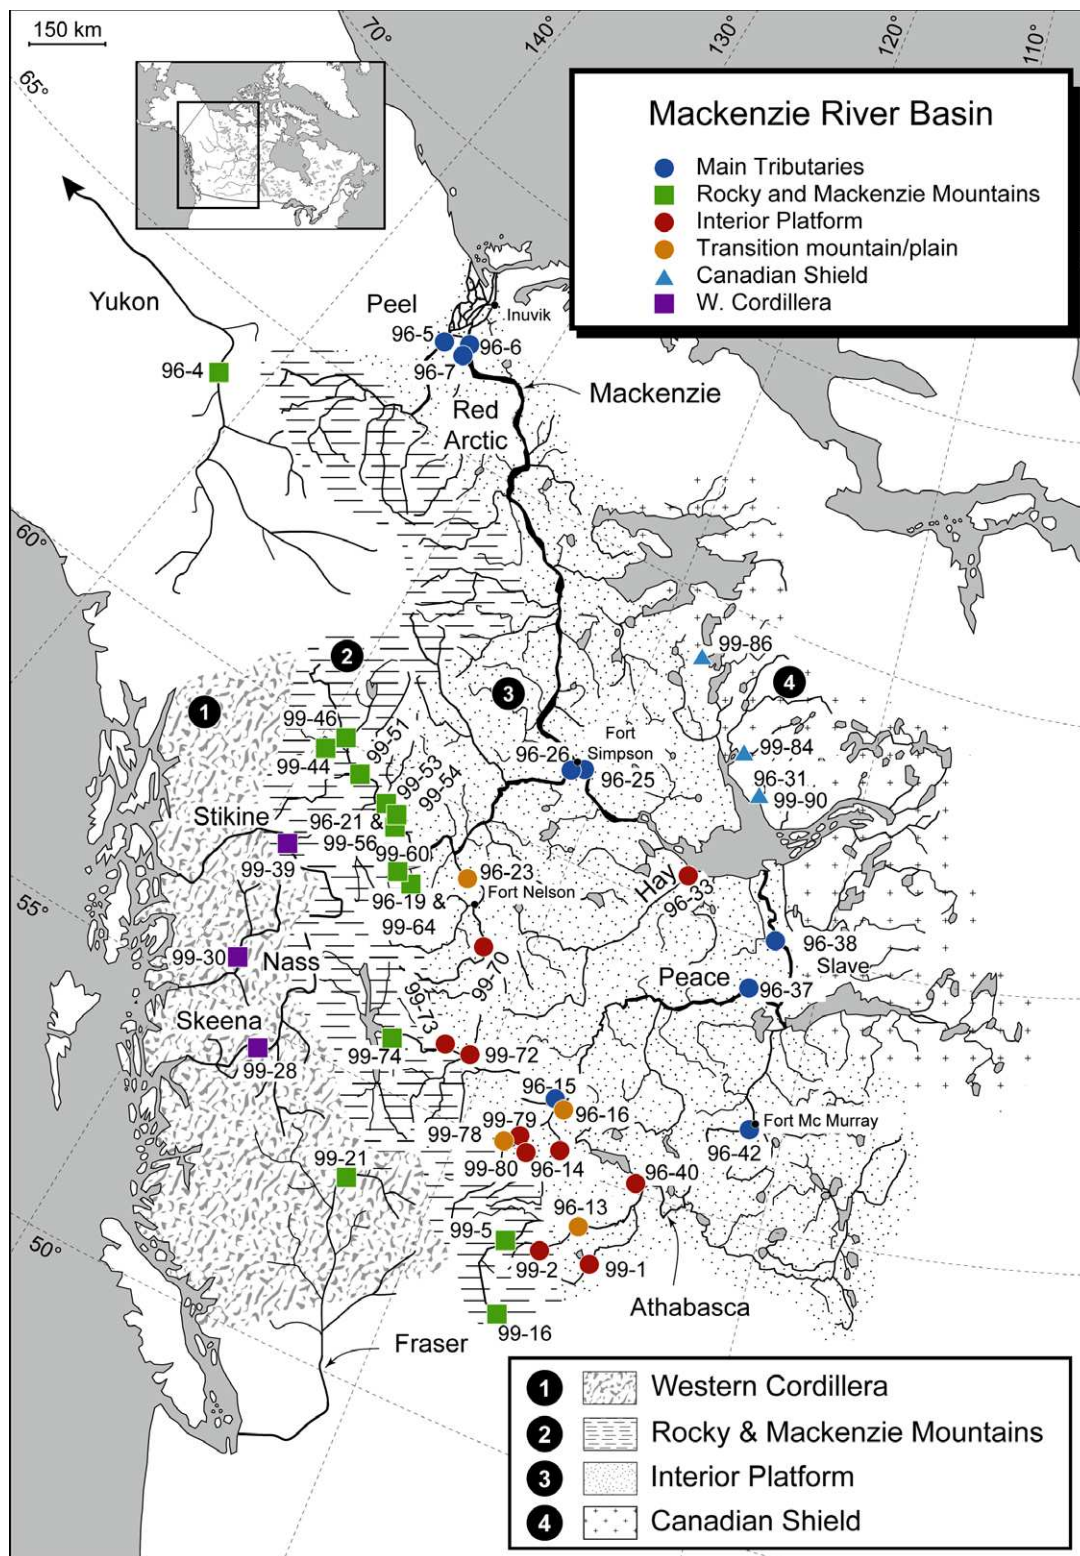 150 km
70°
140°
130°
120°
110°
65°
Mackenzie River Basin
Main Tributaries
Rocky and Mackenzie Mountains
Interior Platform
Transition mountain/plain
Canadian Shield
W. Cordillera
Yukon
Peel
Inuvik
96-5
96-6
96-7
96-4
Mackenzie
Red
Arctic
60°
99-86
2
4
3
1
99-46
99-51
Fort
Simpson
96-26
99-84
99-44
99-53
99-54
96-25
96-31
99-90
Stikine
96-21 &
99-56
99-60
99-39
96-23
Hay
96-33
Fort Nelson
96-19 &
99-64
55°
96-38
Slave
99-30
Nass
99-70
Peace
96-37
99-73
Skeena
99-74
99-72
99-28
96-15
96-16
99-79
99-78
Fort Mc Murray
96-42
99-80
96-14
99-21
96-40
96-13
99-5
50°
99-2
99-1
Athabasca
99-16
Fraser
1 Western Cordillera
2 Rocky & Mackenzie Mountains
3 Interior Platform
4 Canadian Shield